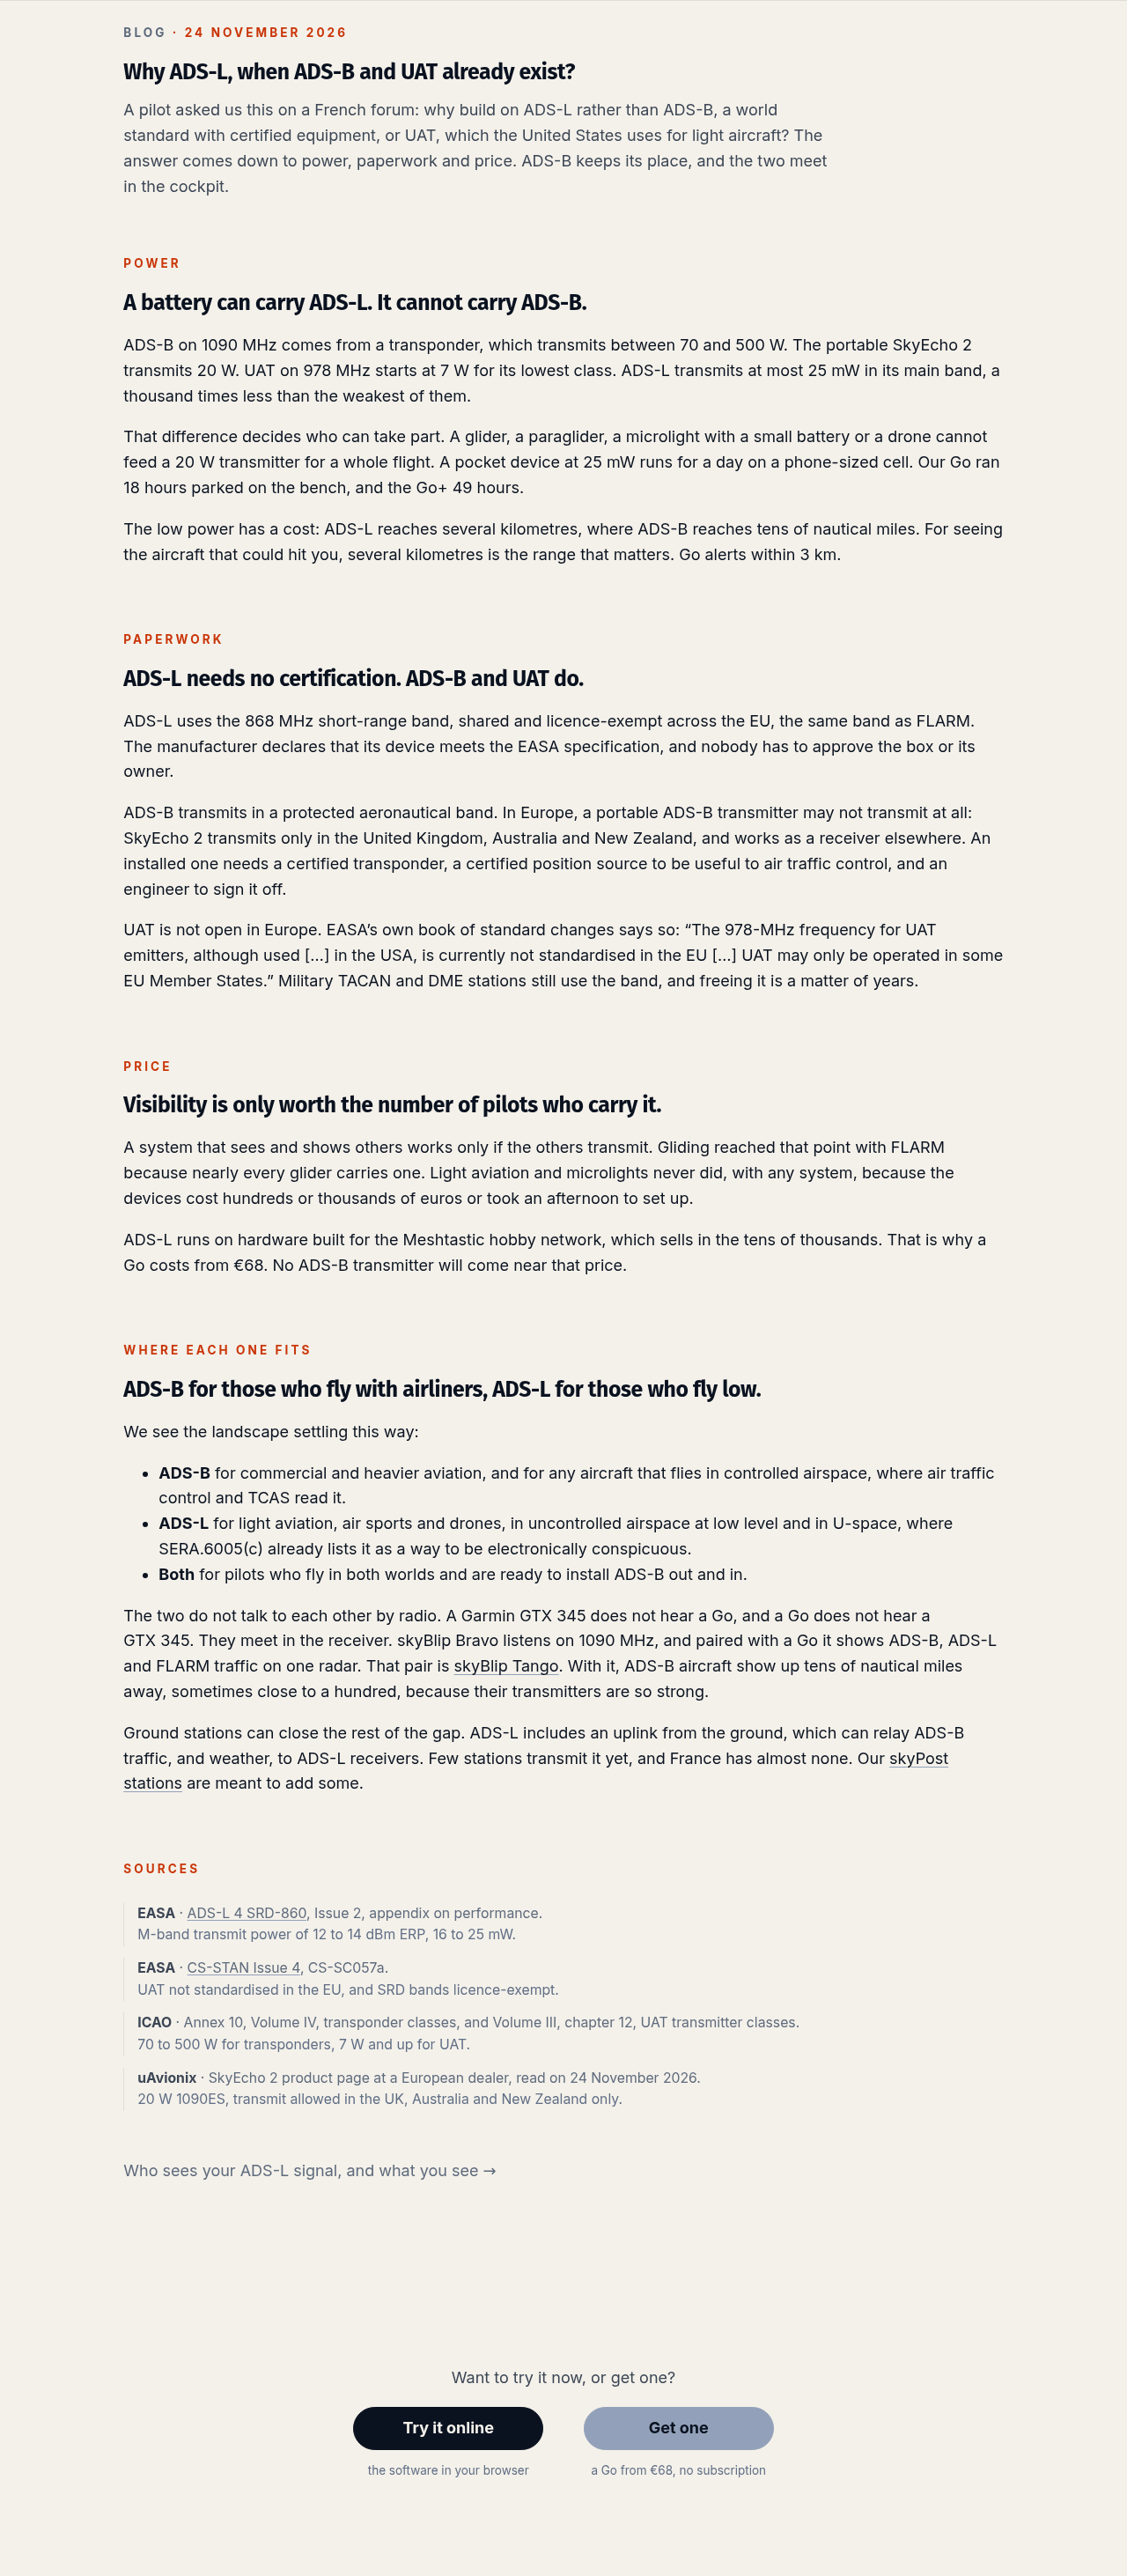 BLOG · 24 NOVEMBER 2026
Why ADS-L, when ADS-B and UAT already exist?
A pilot asked us this on a French forum: why build on ADS-L rather than ADS-B, a world
standard with certified equipment, or UAT, which the United States uses for light aircraft? The
answer comes down to power, paperwork and price. ADS-B keeps its place, and the two meet
in the cockpit.
POWER
A battery can carry ADS-L. It cannot carry ADS-B.
ADS-B on 1090 MHz comes from a transponder, which transmits between 70 and 500 W. The portable SkyEcho 2
transmits 20 W. UAT on 978 MHz starts at 7 W for its lowest class. ADS-L transmits at most 25 mW in its main band, a
thousand times less than the weakest of them.
That difference decides who can take part. A glider, a paraglider, a microlight with a small battery or a drone cannot
feed a 20 W transmitter for a whole flight. A pocket device at 25 mW runs for a day on a phone-sized cell. Our Go ran
18 hours parked on the bench, and the Go+ 49 hours.
The low power has a cost: ADS-L reaches several kilometres, where ADS-B reaches tens of nautical miles. For seeing
the aircraft that could hit you, several kilometres is the range that matters. Go alerts within 3 km.
PAPERWORK
ADS-L needs no certification. ADS-B and UAT do.
ADS-L uses the 868 MHz short-range band, shared and licence-exempt across the EU, the same band as FLARM.
The manufacturer declares that its device meets the EASA specification, and nobody has to approve the box or its
owner.
ADS-B transmits in a protected aeronautical band. In Europe, a portable ADS-B transmitter may not transmit at all:
SkyEcho 2 transmits only in the United Kingdom, Australia and New Zealand, and works as a receiver elsewhere. An
installed one needs a certified transponder, a certified position source to be useful to air traffic control, and an
engineer to sign it off.
UAT is not open in Europe. EASA’s own book of standard changes says so: “The 978-MHz frequency for UAT
emitters, although used [...] in the USA, is currently not standardised in the EU [...] UAT may only be operated in some
EU Member States.” Military TACAN and DME stations still use the band, and freeing it is a matter of years.
PRICE
Visibility is only worth the number of pilots who carry it.
A system that sees and shows others works only if the others transmit. Gliding reached that point with FLARM
because nearly every glider carries one. Light aviation and microlights never did, with any system, because the
devices cost hundreds or thousands of euros or took an afternoon to set up.
ADS-L runs on hardware built for the Meshtastic hobby network, which sells in the tens of thousands. That is why a
Go costs from €68. No ADS-B transmitter will come near that price.
WHERE EACH ONE FITS
ADS-B for those who fly with airliners, ADS-L for those who fly low.
We see the landscape settling this way:
• ADS-B for commercial and heavier aviation, and for any aircraft that flies in controlled airspace, where air traffic
control and TCAS read it.
• ADS-L for light aviation, air sports and drones, in uncontrolled airspace at low level and in U-space, where
SERA.6005(c) already lists it as a way to be electronically conspicuous.
• Both for pilots who fly in both worlds and are ready to install ADS-B out and in.
The two do not talk to each other by radio. A Garmin GTX 345 does not hear a Go, and a Go does not hear a
GTX 345. They meet in the receiver. skyBlip Bravo listens on 1090 MHz, and paired with a Go it shows ADS-B, ADS-L
and FLARM traffic on one radar. That pair is skyBlip Tango. With it, ADS-B aircraft show up tens of nautical miles
away, sometimes close to a hundred, because their transmitters are so strong.
Ground stations can close the rest of the gap. ADS-L includes an uplink from the ground, which can relay ADS-B
traffic, and weather, to ADS-L receivers. Few stations transmit it yet, and France has almost none. Our skyPost
stations are meant to add some.
SOURCES
EASA · ADS-L 4 SRD-860, Issue 2, appendix on performance.
M-band transmit power of 12 to 14 dBm ERP, 16 to 25 mW.
EASA · CS-STAN Issue 4, CS-SC057a.
UAT not standardised in the EU, and SRD bands licence-exempt.
ICAO · Annex 10, Volume IV, transponder classes, and Volume III, chapter 12, UAT transmitter classes.
70 to 500 W for transponders, 7 W and up for UAT.
uAvionix · SkyEcho 2 product page at a European dealer, read on 24 November 2026.
20 W 1090ES, transmit allowed in the UK, Australia and New Zealand only.
Who sees your ADS-L signal, and what you see →
Want to try it now, or get one?
Try it online
Get one
the software in your browser
a Go from €68, no subscription